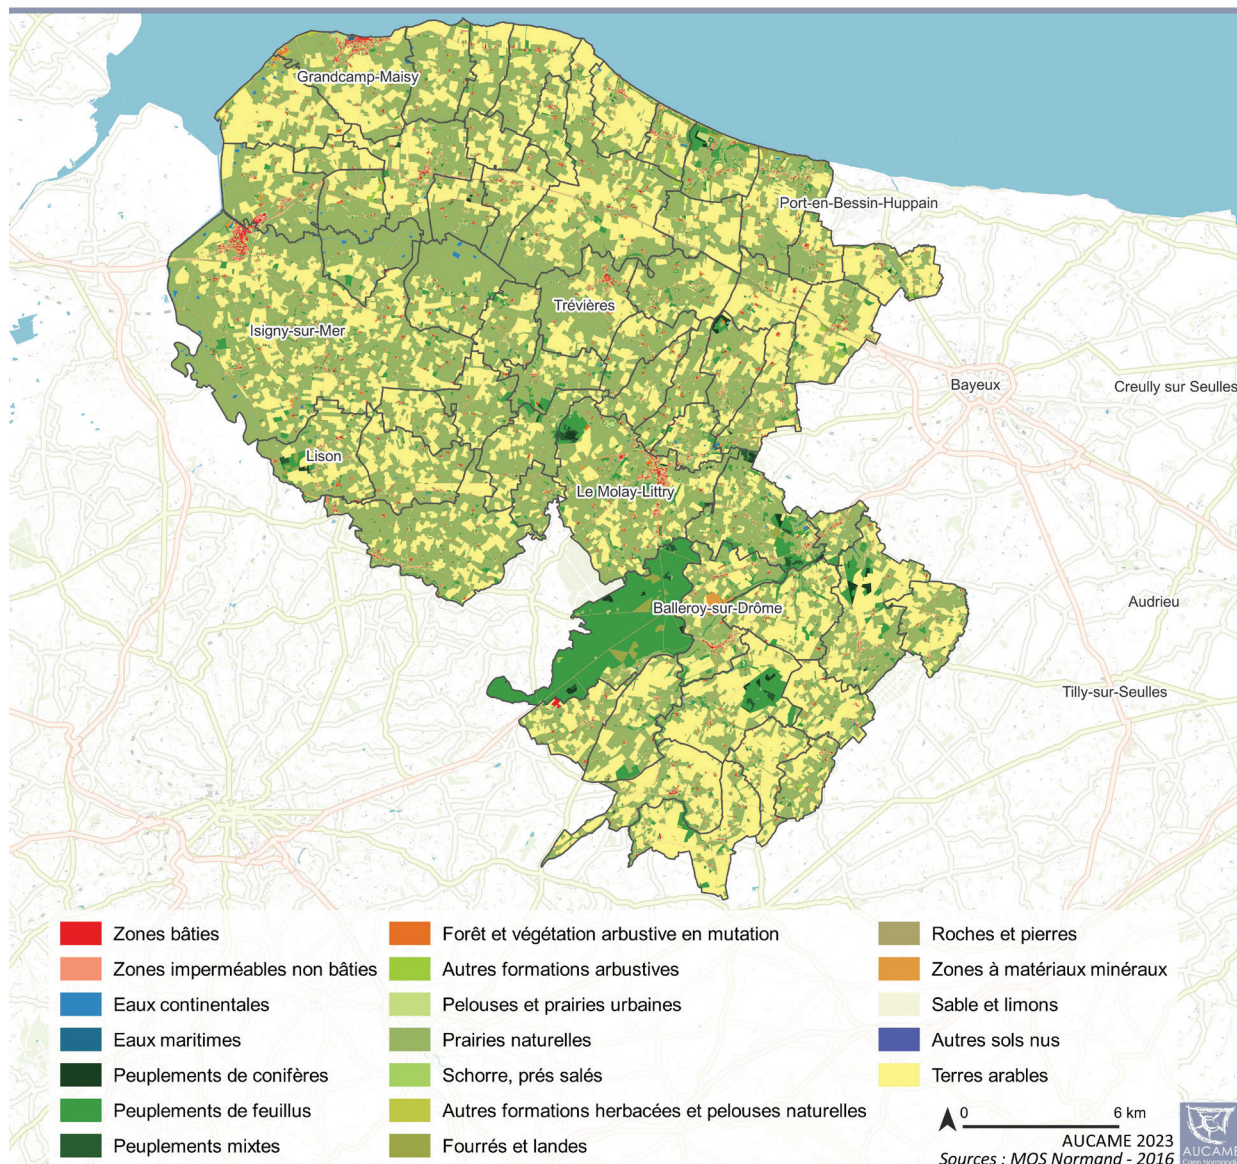 Grandcamp-Maisy
Port-en-Bessin-Huppain
Trévières
Isigny-sur-Mer
Bayeux
Creully sur Seulles
Lison
Le Molay-Littry
Balleroy-sur-Drôme
Audrieu
Tilly-sur-Seulles
Zones bâties
Zones imperméables non bâties
Eaux continentales
Eaux maritimes
Peuplements de conifères
Peuplements de feuillus
Peuplements mixtes
Forêt et végétation arbustive en mutation
Autres formations arbustives
Pelouses et prairies urbaines
Prairies naturelles
Schorre, prés salés
Autres formations herbacées et pelouses naturelles
Fourrés et landes
Roches et pierres
Zones à matériaux minéraux
Sable et limons
Autres sols nus
Terres arables
0 6 km
AUCAME 2023
Sources : MOS Normand - 2016
AUCAME
Caen Normandie